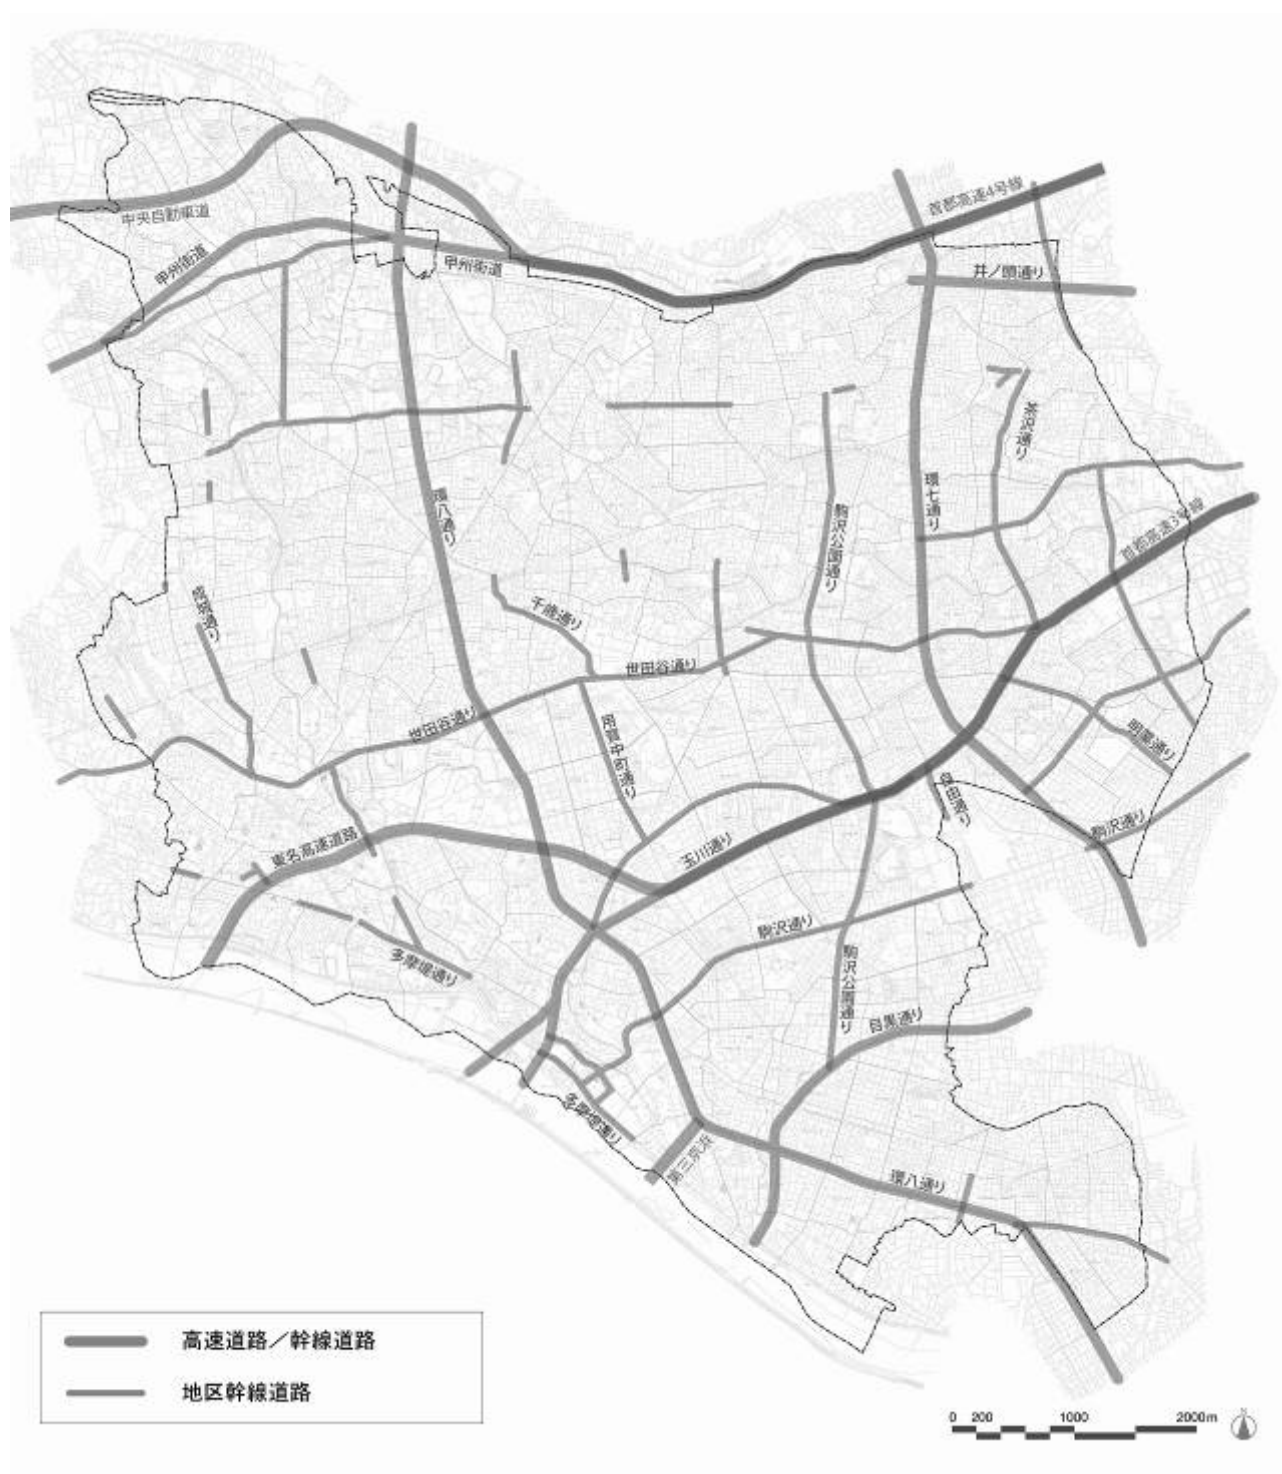 首都高速4号線
中央自動車道
甲州街道
甲州街道
井ノ頭通り
茶沢通り
環八通り
環七通り
駒沢公園通り
首都高速3号線
千歳通り
世田谷通り
世田谷通り
用賀中町通り
明薬通り
自由通り
駒沢通り
東名高速道路
玉川通り
駒沢通り
多摩堤通り
駒沢公園通り
目黒通り
多摩堤通り
第三京浜
環八通り
高速道路／幹線道路
地区幹線道路
0 200 1000 2000m
N